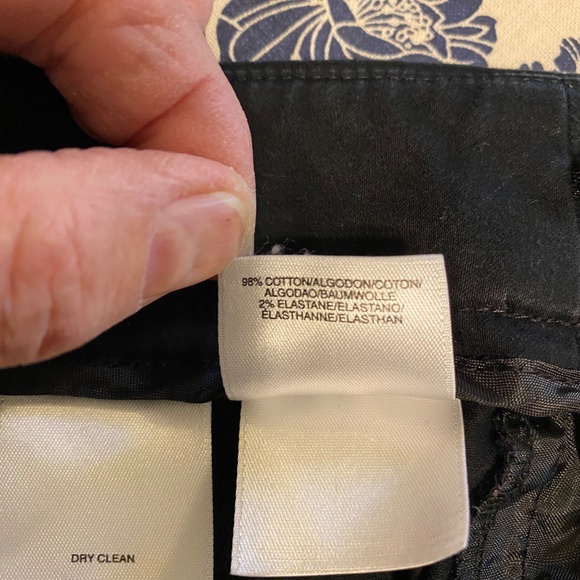 98% COTTON/ALGODON/COTON/
ALGODAO/BAUMWOLLE
2% ELASTANE/ELASTANO/
ÉLASTHANNE/ELASTHAN
DRY CLEAN